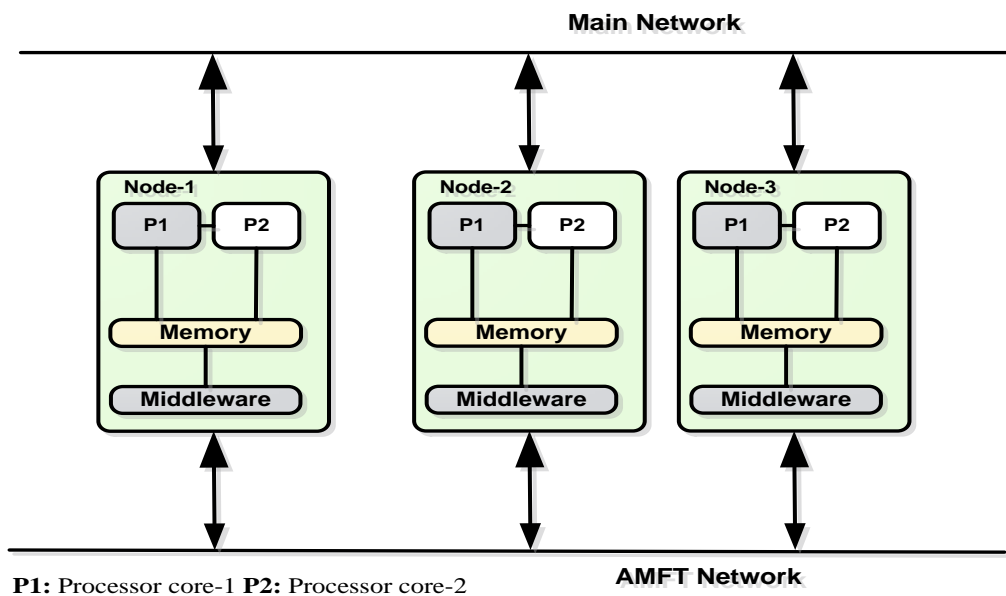 Main Network
Node-1
P1
P2
Memory
Middleware
Node-2
P1
P2
Memory
Middleware
Node-3
P1
P2
Memory
Middleware
AMFT Network
P1: Processor core-1 P2: Processor core-2